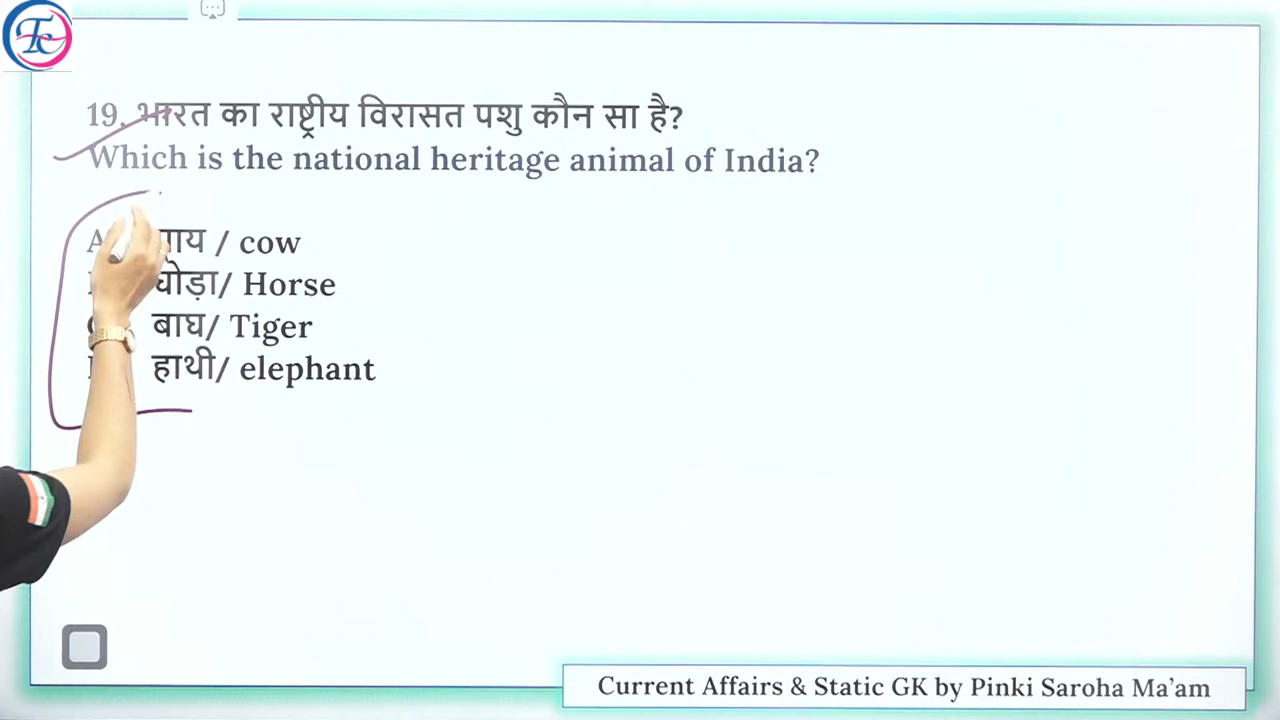 19. भारत का राष्ट्रीय विरासत पशु कौन सा है?
Which is the national heritage animal of India?
गाय / cow
घोड़ा/ Horse
बाघ/ Tiger
हाथी/ elephant
Current Affairs & Static GK by Pinki Saroha Ma’am